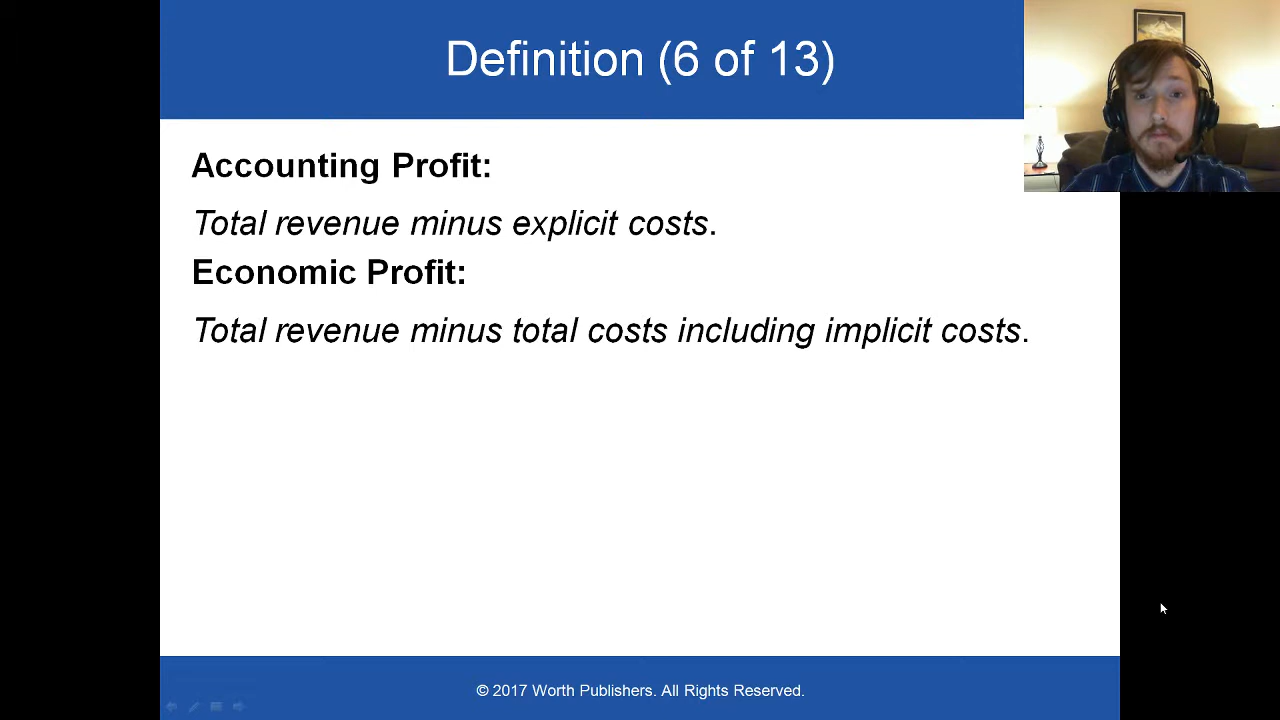 Definition (6 of 13)
Accounting Profit:
Total revenue minus explicit costs.
Economic Profit:
Total revenue minus total costs including implicit costs.
© 2017 Worth Publishers. All Rights Reserved.